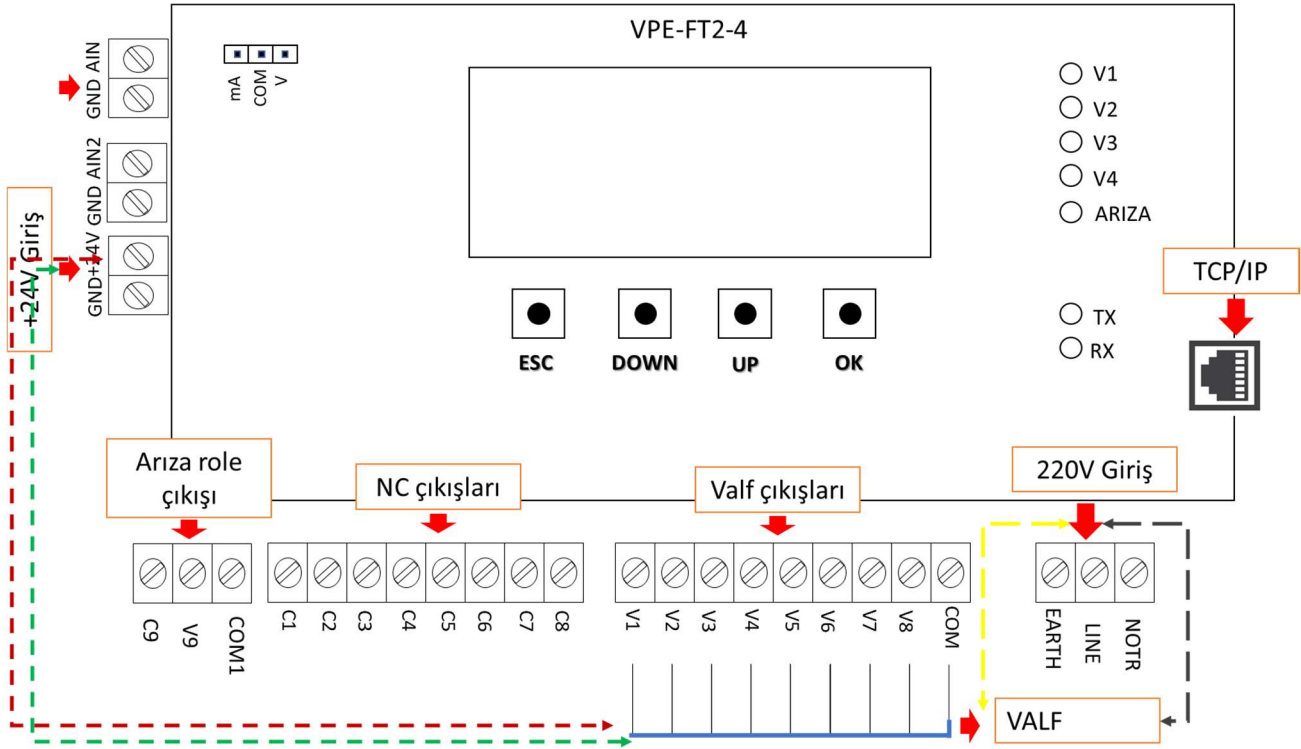 VPE-FT2-4
GND AIN
GND AIN2
GND+24V
+24V Giriş
mA
COM
V
V1
V2
V3
V4
ARIZA
TX
RX
TCP/IP
ESC
DOWN
UP
OK
Arıza role
çıkışı
NC çıkışları
Valf çıkışları
220V Giriş
C9
V9
COM1
C1
C2
C3
C4
C5
C6
C7
C8
V1
V2
V3
V4
V5
V6
V7
V8
COM
EARTH
LINE
NOTR
VALF